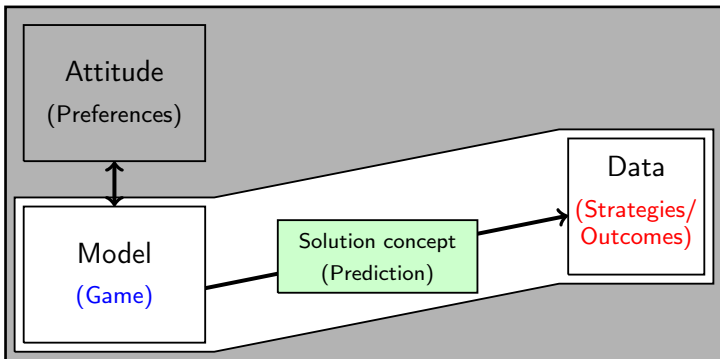 Attitude
(Preferences)
Model
(Game)
Solution concept
(Prediction)
Data
(Strategies/
Outcomes)